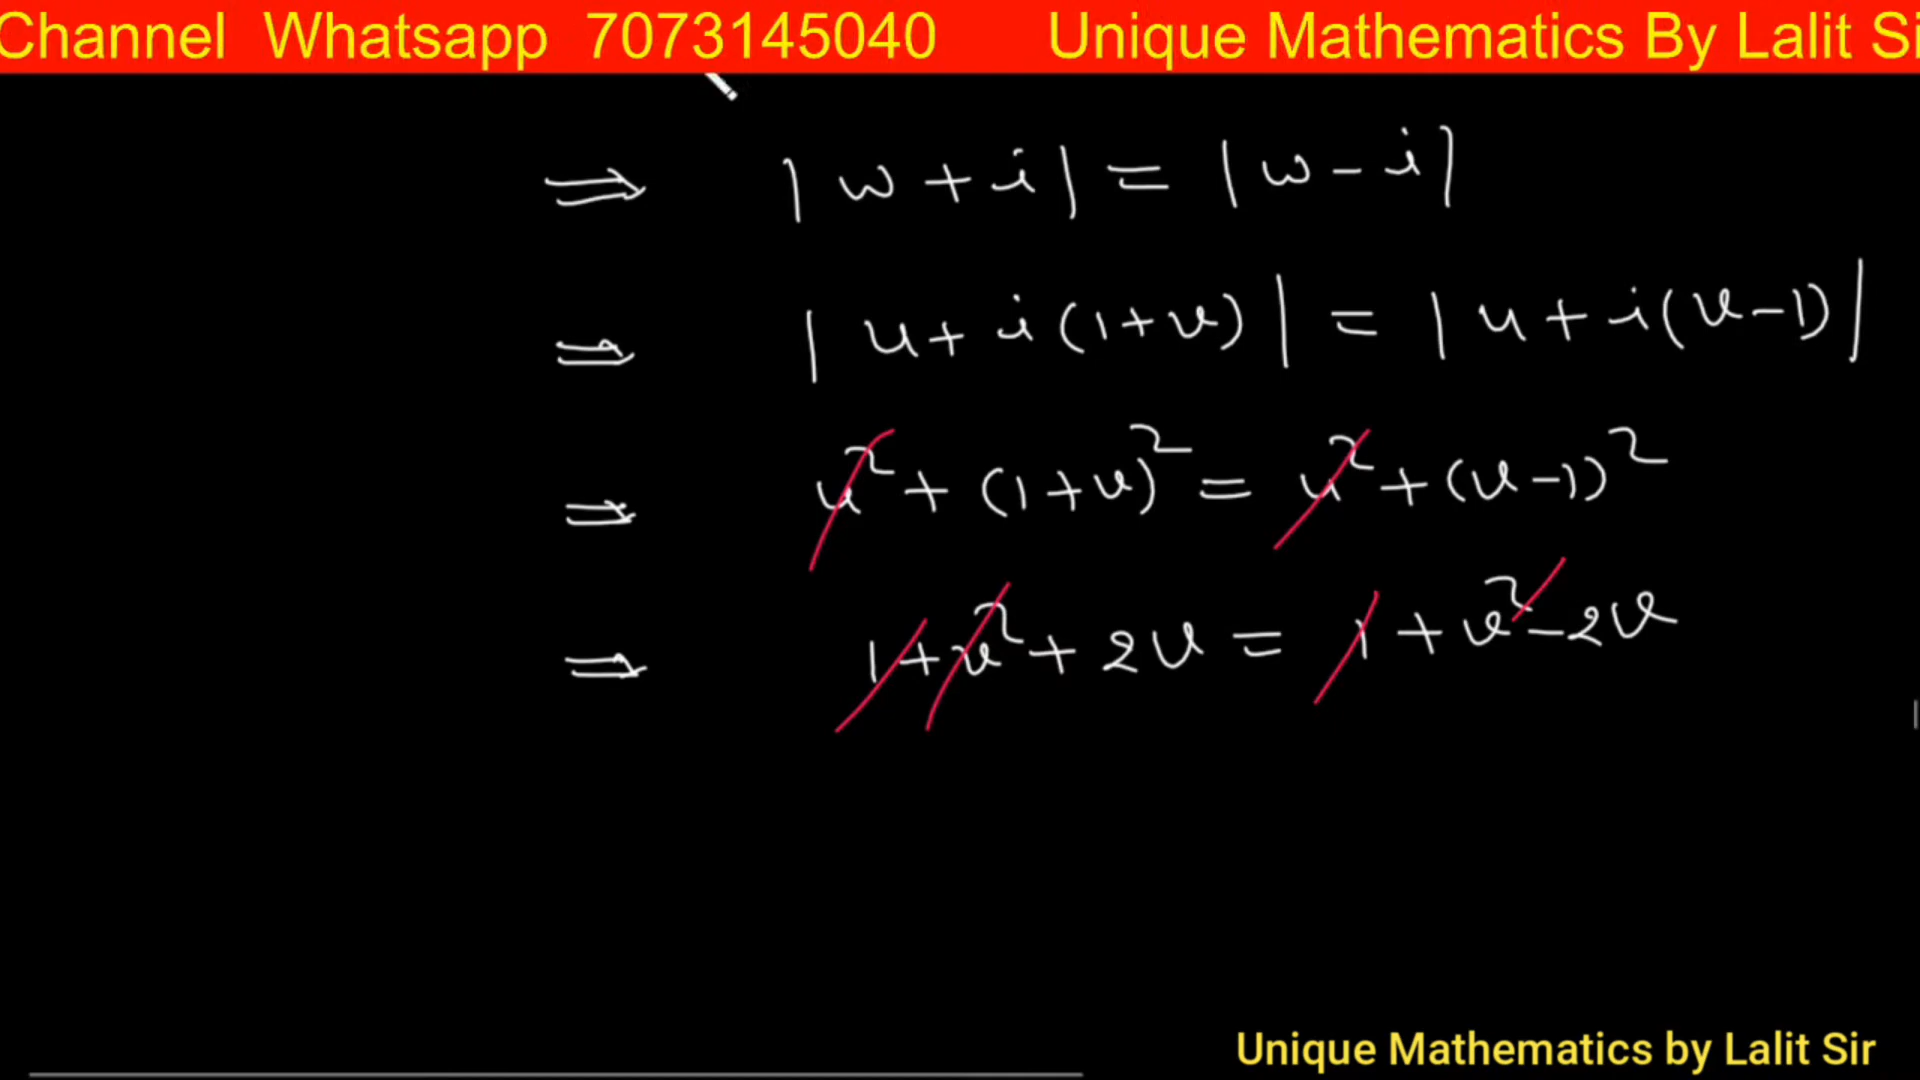 Channel Whatsapp 7073145040 Unique Mathematics By Lalit Si
⇒ |w + i| = |w - i|
⇒ |u + i(1+v)| = |u + i(v-1)|
⇒ u² + (1+v)² = u² + (v-1)²
⇒ 1 + v² + 2v = 1 + v² - 2v
Unique Mathematics by Lalit Sir